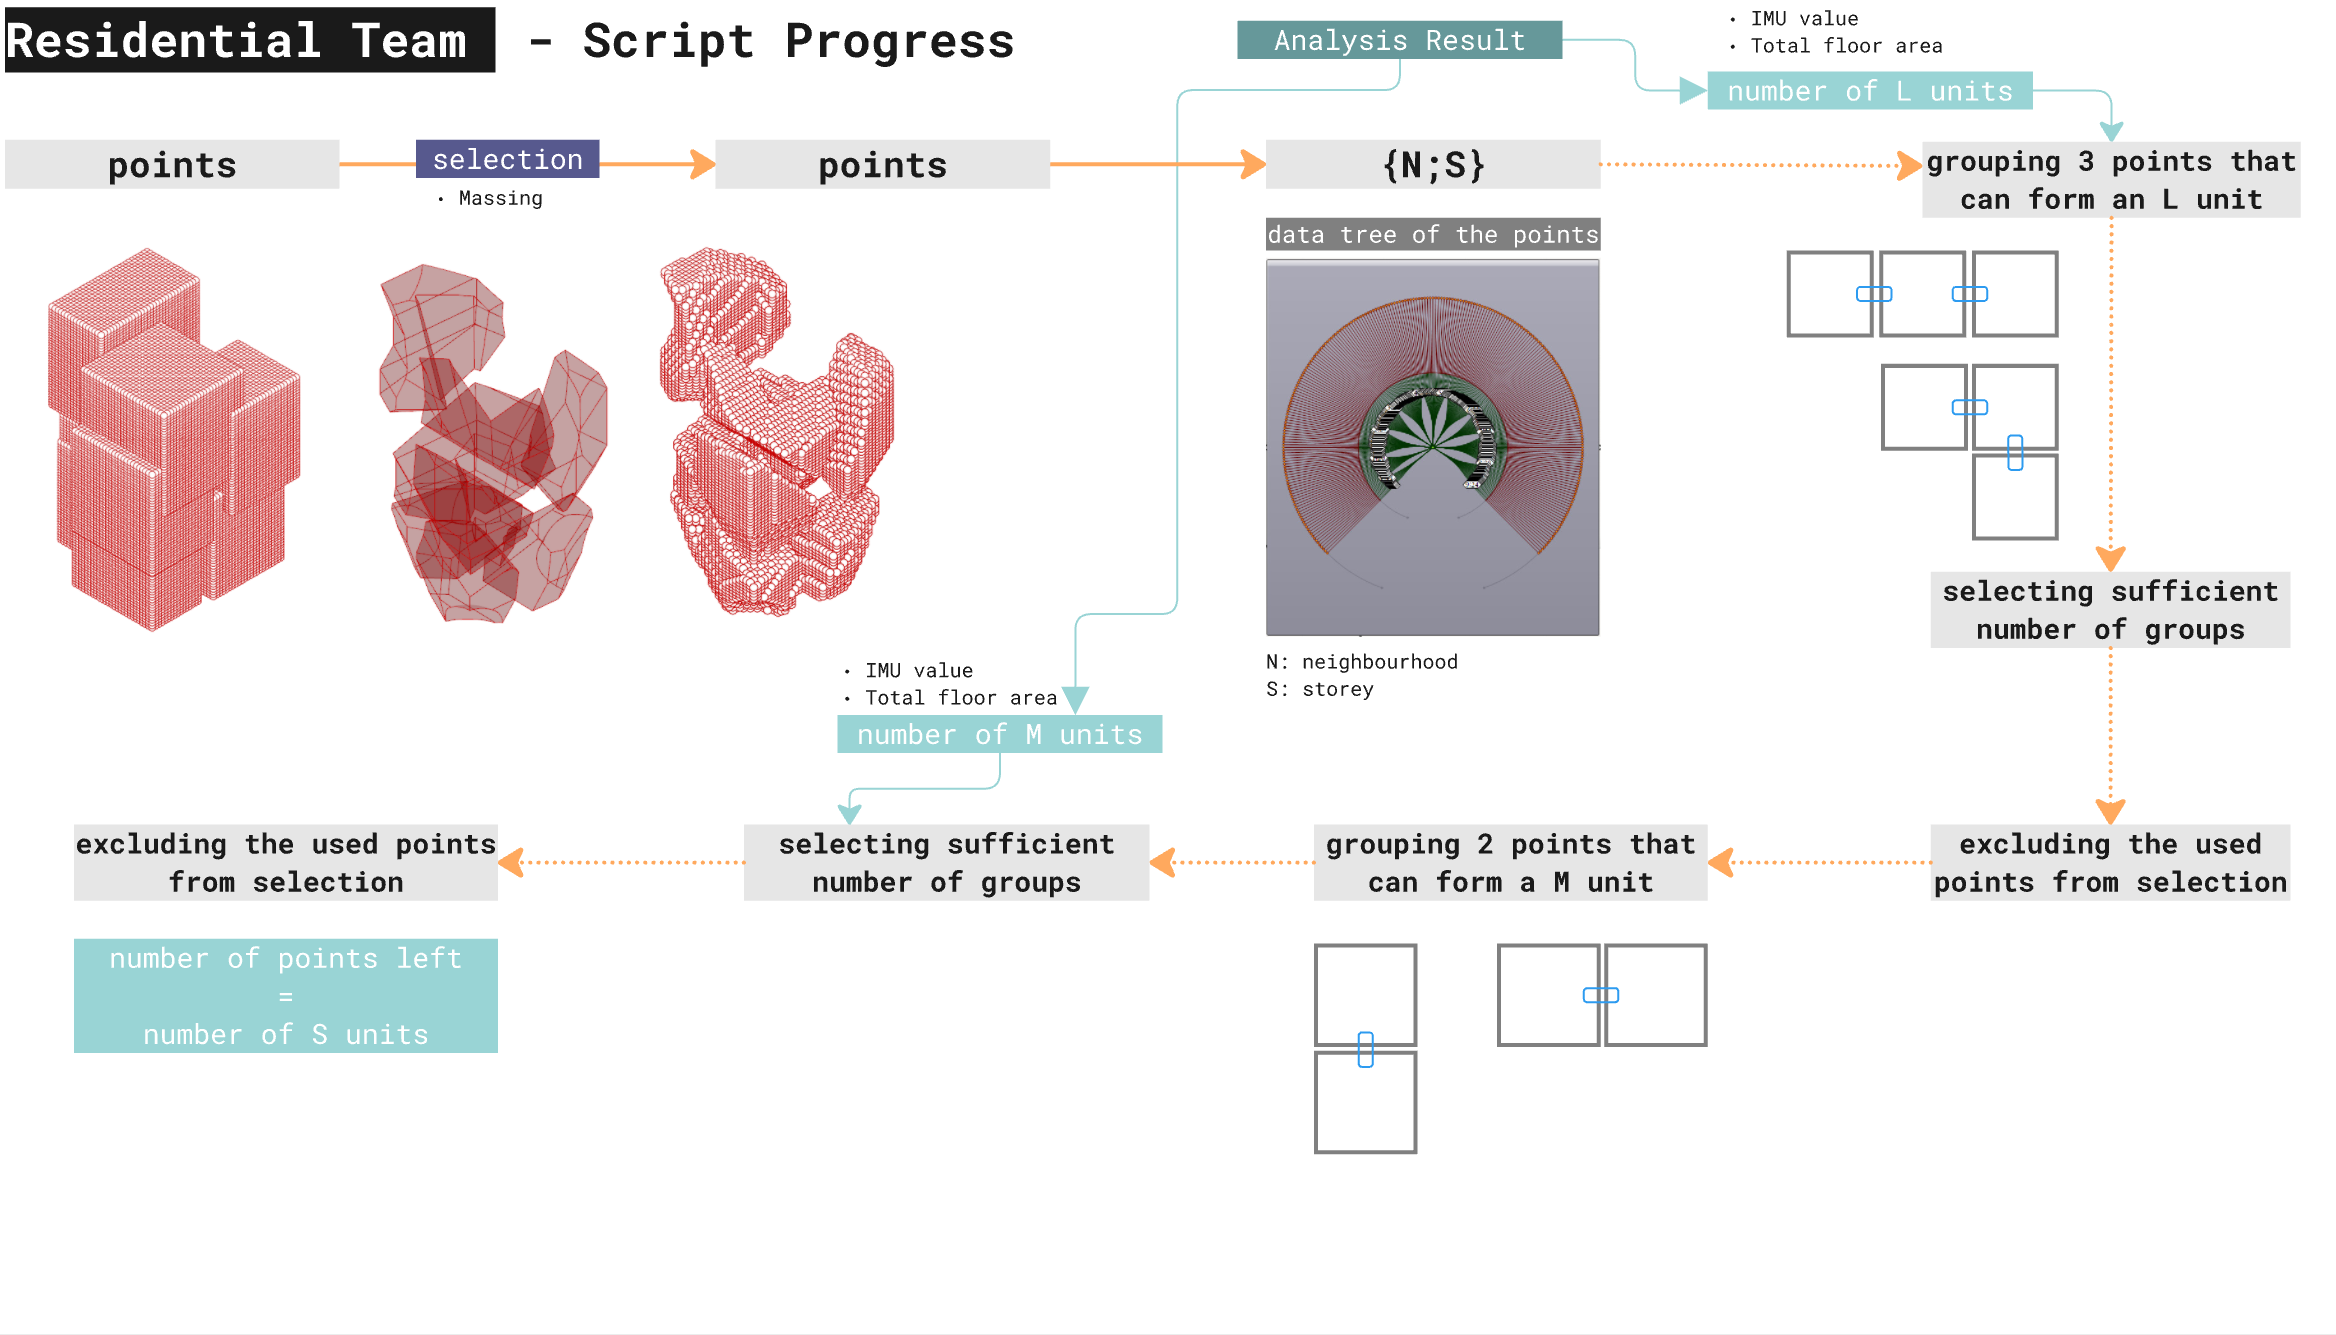 Residential Team - Script Progress
Analysis Result
• IMU value
• Total floor area
number of L units
points
selection
• Massing
points
{N;S}
grouping 3 points that
can form an L unit
data tree of the points
N: neighbourhood
S: storey
selecting sufficient
number of groups
• IMU value
• Total floor area
number of M units
excluding the used points
from selection
selecting sufficient
number of groups
grouping 2 points that
can form a M unit
excluding the used
points from selection
number of points left
=
number of S units